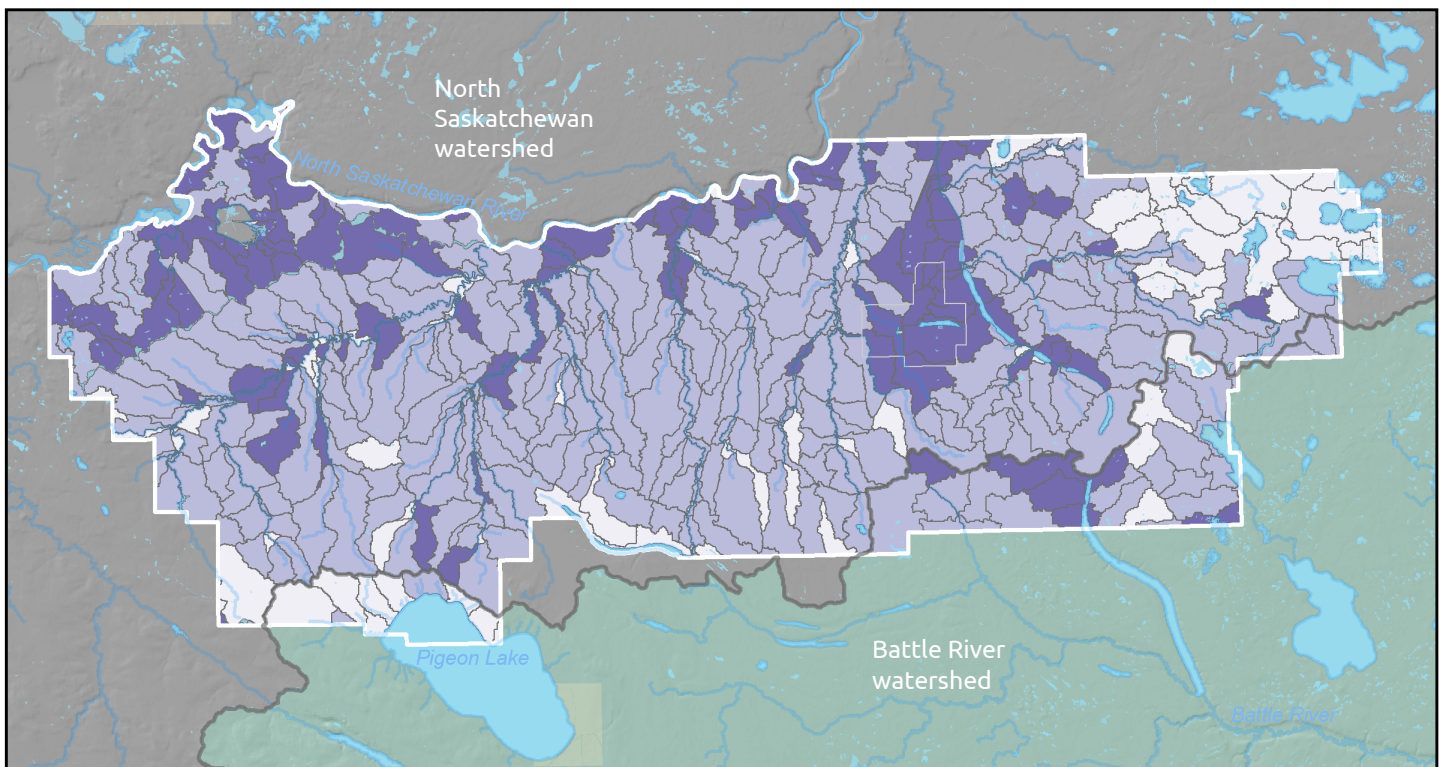 North
Saskatchewan
watershed
North Saskatchewan River
Battle River
watershed
Pigeon Lake
Battle River